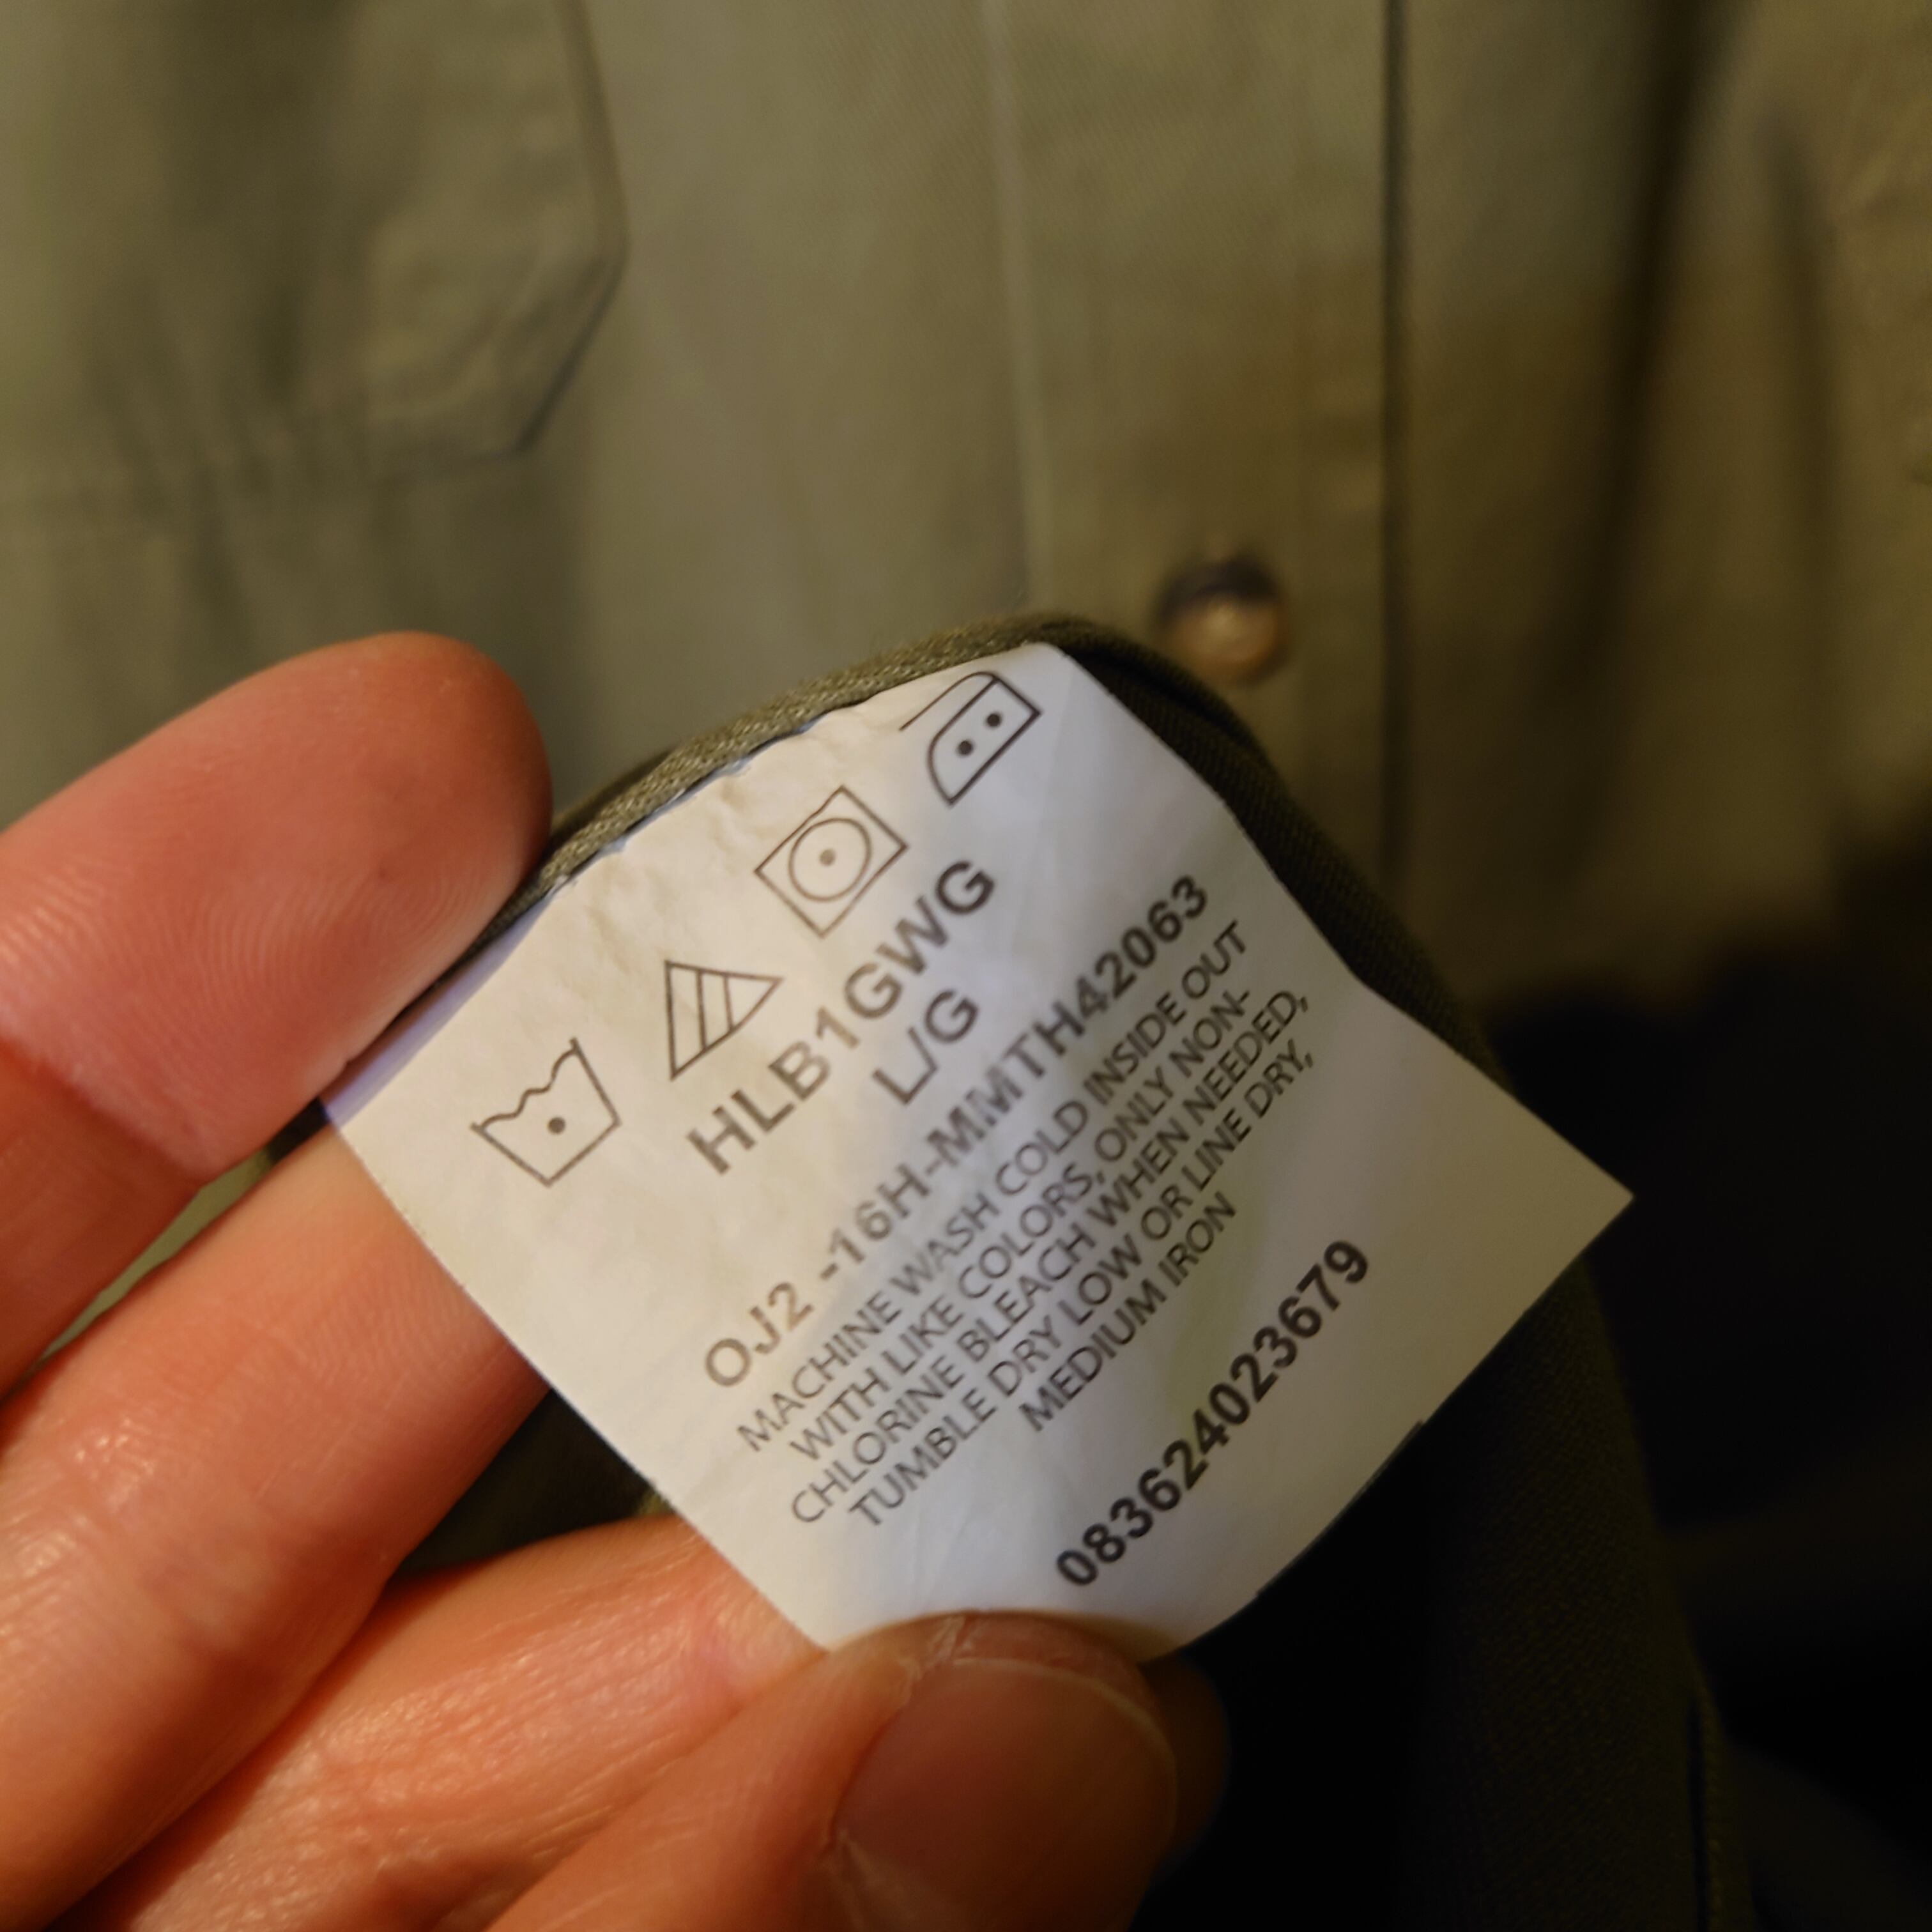 HLB1GWG
L/G
OJ2 -16H-MMTH42063
MACHINE WASH COLD INSIDE OUT
WITH LIKE COLORS, ONLY NON-
CHLORINE BLEACH WHEN NEEDED,
TUMBLE DRY LOW OR LINE DRY,
MEDIUM IRON
083624023679